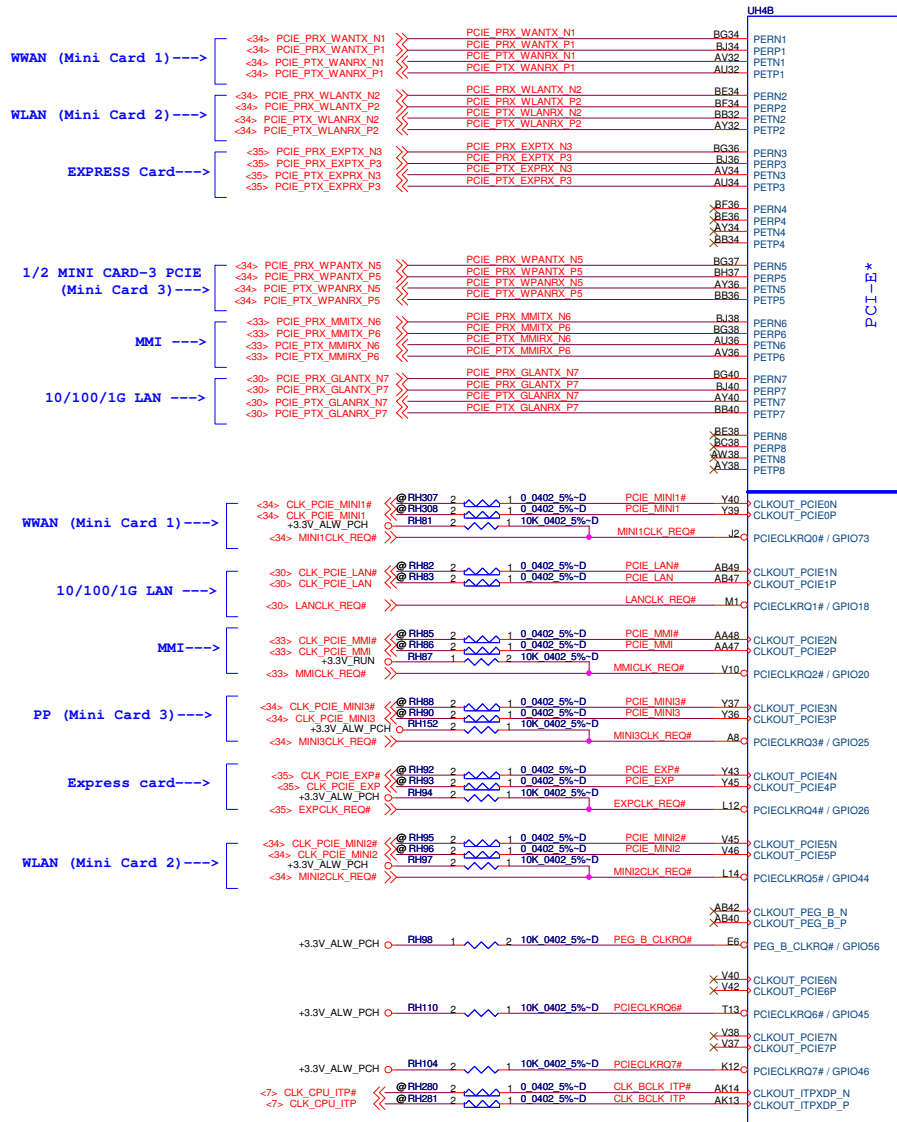 UH4B
WWAN (Mini Card 1)--->
<34> PCIE_PRX_WANTX_N1 PCIE_PRX_WANTX_N1 BG34 PERN1
<34> PCIE_PRX_WANTX_P1 PCIE_PRX_WANTX_P1 BJ34 PERP1
<34> PCIE_PTX_WANRX_N1 PCIE_PTX_WANRX_N1 AV32 PETN1
<34> PCIE_PTX_WANRX_P1 PCIE_PTX_WANRX_P1 AU32 PETP1
WLAN (Mini Card 2)--->
<34> PCIE_PRX_WLANTX_N2 PCIE_PRX_WLANTX_N2 BE34 PERN2
<34> PCIE_PRX_WLANTX_P2 PCIE_PRX_WLANTX_P2 BF34 PERP2
<34> PCIE_PTX_WLANRX_N2 PCIE_PTX_WLANRX_N2 BB32 PETN2
<34> PCIE_PTX_WLANRX_P2 PCIE_PTX_WLANRX_P2 AY32 PETP2
EXPRESS Card--->
<35> PCIE_PRX_EXPTX_N3 PCIE_PRX_EXPTX_N3 BG36 PERN3
<35> PCIE_PRX_EXPTX_P3 PCIE_PRX_EXPTX_P3 BJ36 PERP3
<35> PCIE_PTX_EXPRX_N3 PCIE_PTX_EXPRX_N3 AV34 PETN3
<35> PCIE_PTX_EXPRX_P3 PCIE_PTX_EXPRX_P3 AU34 PETP3
BF36 PERN4
BE36 PERP4
AY34 PETN4
BB34 PETP4
1/2 MINI CARD-3 PCIE
(Mini Card 3)--->
<34> PCIE_PRX_WPANTX_N5 PCIE_PRX_WPANTX_N5 BG37 PERN5
<34> PCIE_PRX_WPANTX_P5 PCIE_PRX_WPANTX_P5 BH37 PERP5
<34> PCIE_PTX_WPANRX_N5 PCIE_PTX_WPANRX_N5 AY36 PETN5
<34> PCIE_PTX_WPANRX_P5 PCIE_PTX_WPANRX_P5 BB36 PETP5
PCI-E*
MMI --->
<33> PCIE_PRX_MMITX_N6 PCIE_PRX_MMITX_N6 BJ38 PERN6
<33> PCIE_PRX_MMITX_P6 PCIE_PRX_MMITX_P6 BG38 PERP6
<33> PCIE_PTX_MMIRX_N6 PCIE_PTX_MMIRX_N6 AU36 PETN6
<33> PCIE_PTX_MMIRX_P6 PCIE_PTX_MMIRX_P6 AV36 PETP6
10/100/1G LAN --->
<30> PCIE_PRX_GLANTX_N7 PCIE_PRX_GLANTX_N7 BG40 PERN7
<30> PCIE_PRX_GLANTX_P7 PCIE_PRX_GLANTX_P7 BJ40 PERP7
<30> PCIE_PTX_GLANRX_N7 PCIE_PTX_GLANRX_N7 AY40 PETN7
<30> PCIE_PTX_GLANRX_P7 PCIE_PTX_GLANRX_P7 BB40 PETP7
BE38 PERN8
BC38 PERP8
AW38 PETN8
AY38 PETP8
WWAN (Mini Card 1)--->
<34> CLK_PCIE_MINI1# @ RH307 2 1 0_0402_5%~D PCIE_MINI1# Y40 CLKOUT_PCIE0N
<34> CLK_PCIE_MINI1 @ RH308 2 1 0_0402_5%~D PCIE_MINI1 Y39 CLKOUT_PCIE0P
+3.3V_ALW_PCH RH81 2 1 10K_0402_5%~D
<34> MINI1CLK_REQ# MINI1CLK_REQ# J2 PCIECLKRQ0# / GPIO73
10/100/1G LAN --->
<30> CLK_PCIE_LAN# @ RH82 2 1 0_0402_5%~D PCIE_LAN# AB49 CLKOUT_PCIE1N
<30> CLK_PCIE_LAN @ RH83 2 1 0_0402_5%~D PCIE_LAN AB47 CLKOUT_PCIE1P
<30> LANCLK_REQ# LANCLK_REQ# M1 PCIECLKRQ1# / GPIO18
MMI--->
<33> CLK_PCIE_MMI# @ RH85 2 1 0_0402_5%~D PCIE_MMI# AA48 CLKOUT_PCIE2N
<33> CLK_PCIE_MMI @ RH86 2 1 0_0402_5%~D PCIE_MMI AA47 CLKOUT_PCIE2P
+3.3V_RUN RH87 1 2 10K_0402_5%~D
<33> MMICLK_REQ# MMICLK_REQ# V10 PCIECLKRQ2# / GPIO20
PP (Mini Card 3)--->
<34> CLK_PCIE_MINI3# @ RH88 2 1 0_0402_5%~D PCIE_MINI3# Y37 CLKOUT_PCIE3N
<34> CLK_PCIE_MINI3 @ RH90 2 1 0_0402_5%~D PCIE_MINI3 Y36 CLKOUT_PCIE3P
+3.3V_ALW_PCH RH152 2 1 10K_0402_5%~D
<34> MINI3CLK_REQ# MINI3CLK_REQ# A8 PCIECLKRQ3# / GPIO25
Express card--->
<35> CLK_PCIE_EXP# @ RH92 2 1 0_0402_5%~D PCIE_EXP# Y43 CLKOUT_PCIE4N
<35> CLK_PCIE_EXP @ RH93 2 1 0_0402_5%~D PCIE_EXP Y45 CLKOUT_PCIE4P
+3.3V_ALW_PCH RH94 2 1 10K_0402_5%~D
<35> EXPCLK_REQ# EXPCLK_REQ# L12 PCIECLKRQ4# / GPIO26
WLAN (Mini Card 2)--->
<34> CLK_PCIE_MINI2# @ RH95 2 1 0_0402_5%~D PCIE_MINI2# V45 CLKOUT_PCIE5N
<34> CLK_PCIE_MINI2 @ RH96 2 1 0_0402_5%~D PCIE_MINI2 V46 CLKOUT_PCIE5P
+3.3V_ALW_PCH RH97 2 1 10K_0402_5%~D
<34> MINI2CLK_REQ# MINI2CLK_REQ# L14 PCIECLKRQ5# / GPIO44
AB42 CLKOUT_PEG_B_N
AB40 CLKOUT_PEG_B_P
+3.3V_ALW_PCH RH98 1 2 10K_0402_5%~D PEG_B_CLKRQ# E6 PEG_B_CLKRQ# / GPIO56
V40 CLKOUT_PCIE6N
V42 CLKOUT_PCIE6P
+3.3V_ALW_PCH RH110 2 1 10K_0402_5%~D PCIECLKRQ6# T13 PCIECLKRQ6# / GPIO45
V38 CLKOUT_PCIE7N
V37 CLKOUT_PCIE7P
+3.3V_ALW_PCH RH104 2 1 10K_0402_5%~D PCIECLKRQ7# K12 PCIECLKRQ7# / GPIO46
<7> CLK_CPU_ITP# @ RH280 2 1 0_0402_5%~D CLK_BCLK_ITP# AK14 CLKOUT_ITPXDP_N
<7> CLK_CPU_ITP @ RH281 2 1 0_0402_5%~D CLK_BCLK_ITP AK13 CLKOUT_ITPXDP_P